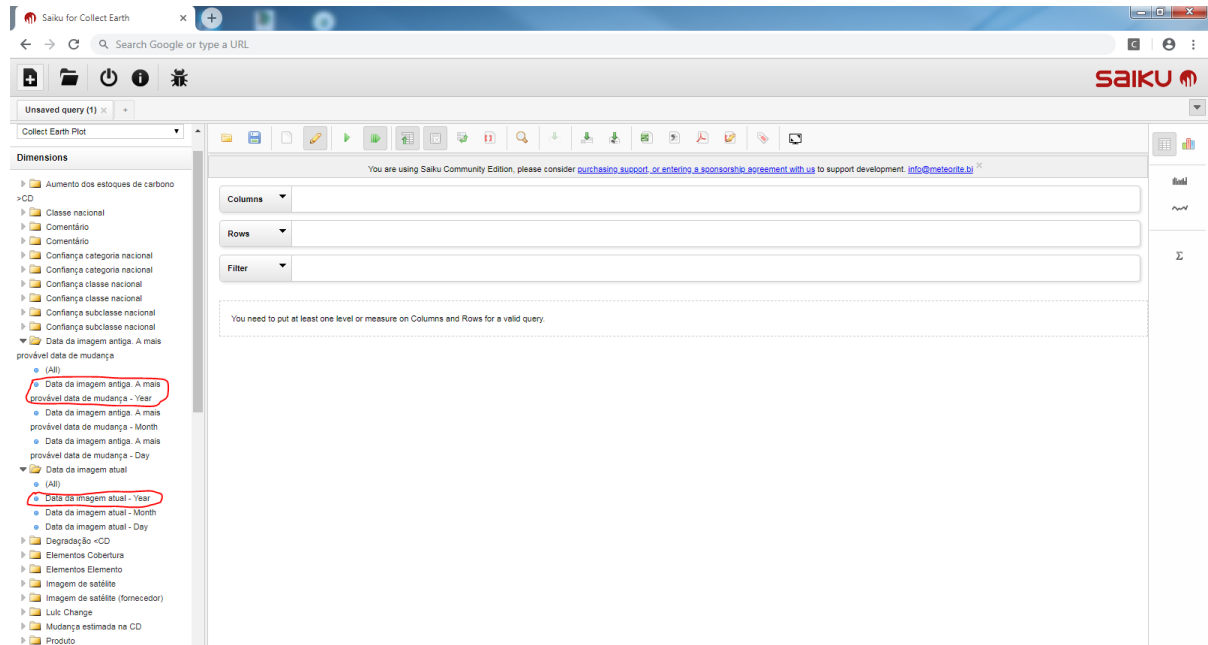 Saiku for Collect Earth
Search Google or type a URL
saiku
Unsaved query (1)
Collect Earth Plot
Dimensions
Aumento dos estoques de carbono
>CD
Classe nacional
Comentário
Comentário
Confiança categoria nacional
Confiança categoria nacional
Confiança classe nacional
Confiança classe nacional
Confiança subclasse nacional
Confiança subclasse nacional
Data da imagem antiga. A mais
provável data de mudança
(All)
Data da imagem antiga. A mais
provável data de mudança - Year
Data da imagem antiga. A mais
provável data de mudança - Month
Data da imagem antiga. A mais
provável data de mudança - Day
Data da imagem atual
(All)
Data da imagem atual - Year
Data da imagem atual - Month
Data da imagem atual - Day
Degradação <CD
Elementos Cobertura
Elementos Elemento
Imagem de satélite
Imagem de satélite (fornecedor)
Lulc Change
Mudança estimada na CD
Produto
You are using Saiku Community Edition, please consider purchasing support, or entering a sponsorship agreement with us to support development. info@meteorite.bi
Columns
Rows
Filter
You need to put at least one level or measure on Columns and Rows for a valid query.
Σ